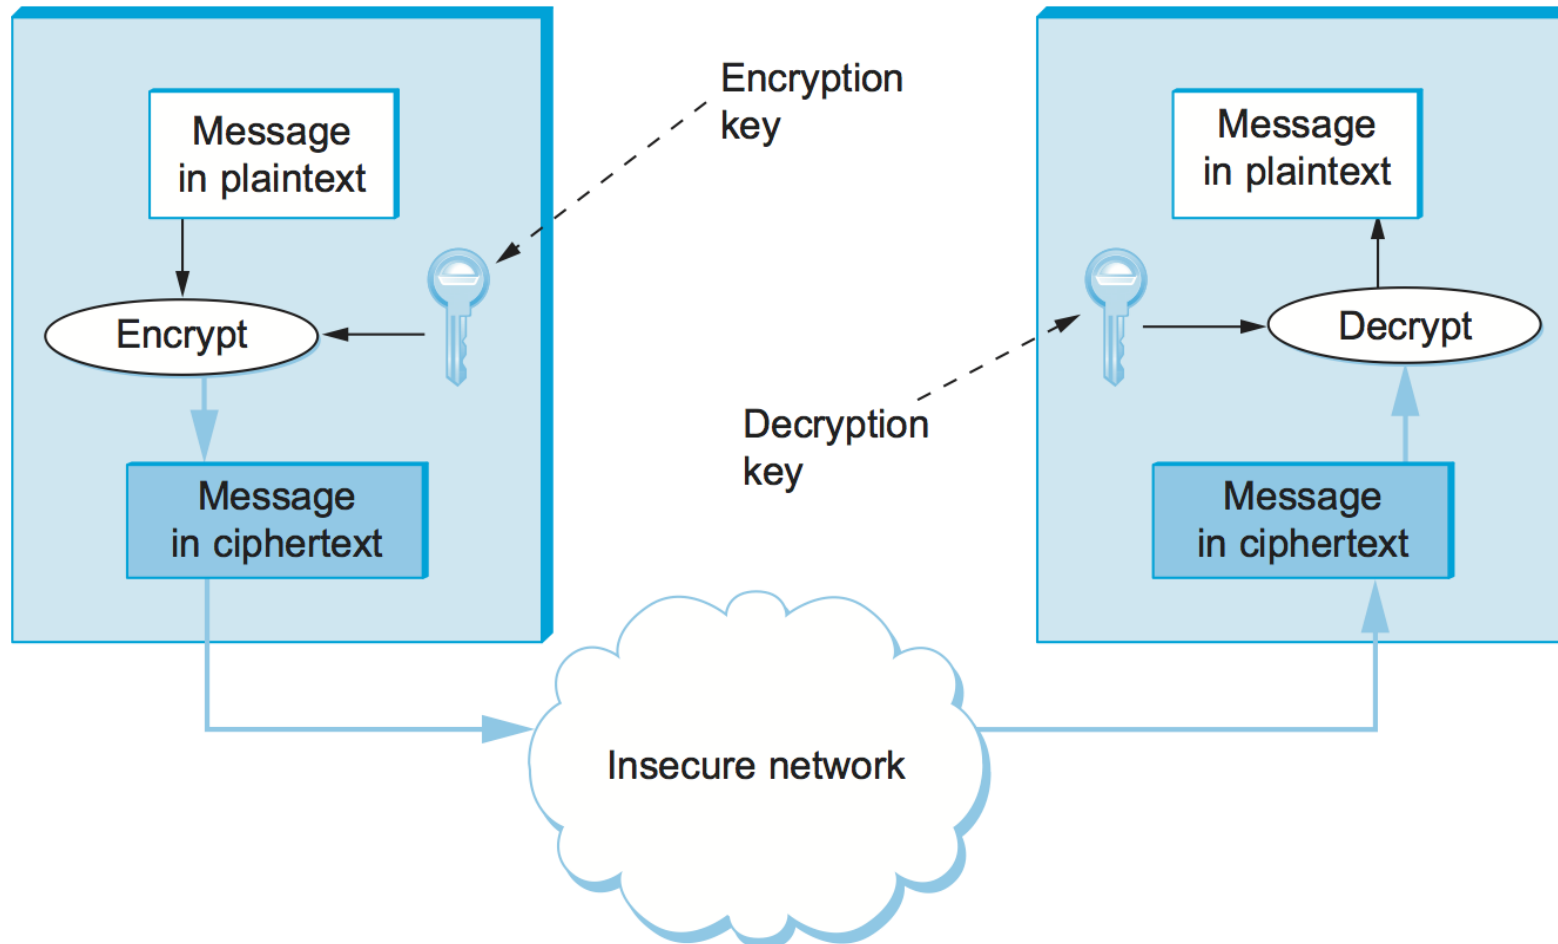 Message
in plaintext
Encrypt
Message
in ciphertext
Encryption
key
Decryption
key
Insecure network
Message
in plaintext
Decrypt
Message
in ciphertext